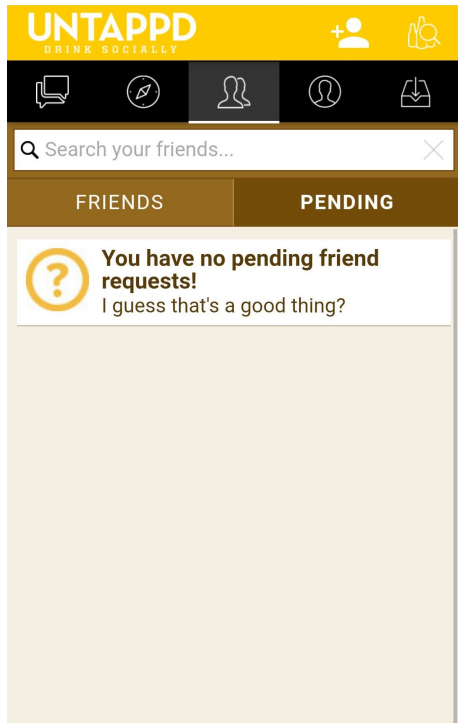 UNTAPPD
DRINK SOCIALLY
Search your friends...
FRIENDS PENDING
You have no pending friend
requests!
I guess that's a good thing?